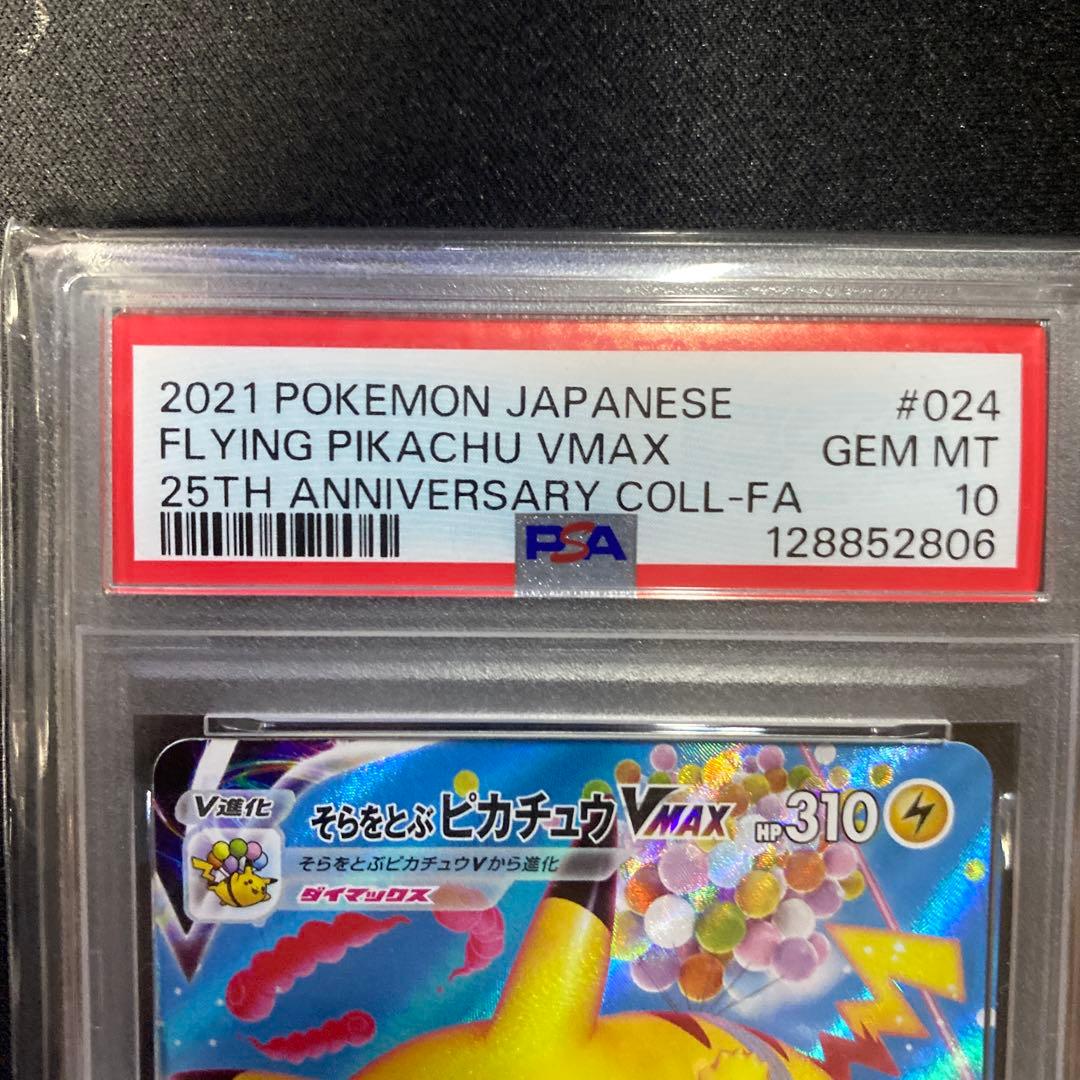 2021 POKEMON JAPANESE #024
FLYING PIKACHU VMAX GEM MT
25TH ANNIVERSARY COLL-FA 10
PSA 128852806
V進化 そらをとぶピカチュウVMAX HP310
そらをとぶピカチュウVから進化
ダイマックス